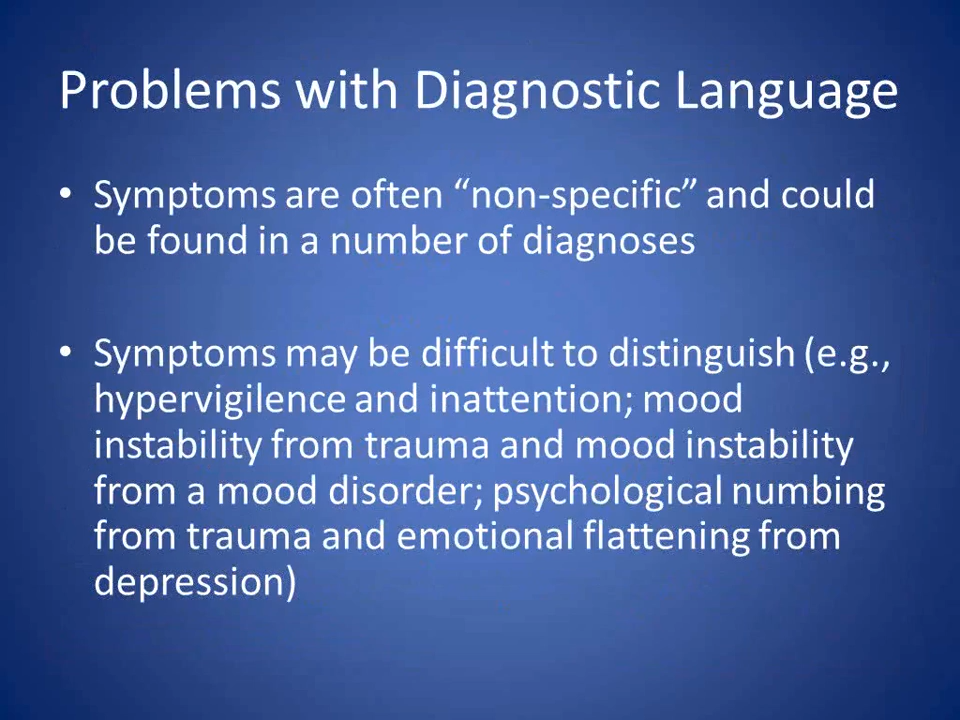 Problems with Diagnostic Language
• Symptoms are often “non-specific” and could
be found in a number of diagnoses
• Symptoms may be difficult to distinguish (e.g.,
hypervigilence and inattention; mood
instability from trauma and mood instability
from a mood disorder; psychological numbing
from trauma and emotional flattening from
depression)